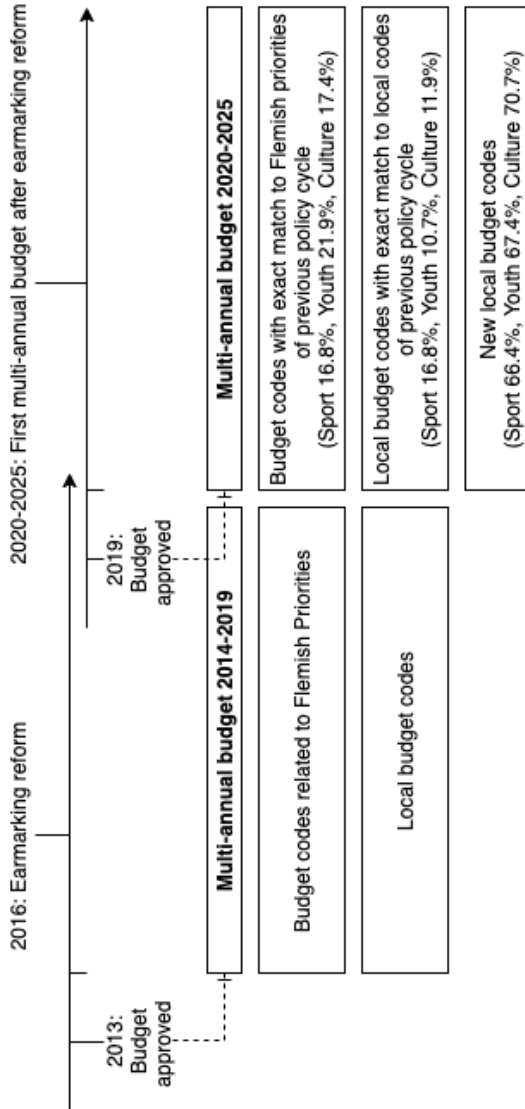 2016: Earmarking reform
2020-2025: First multi-annual budget after earmarking reform
2013:
Budget
approved
2019:
Budget
approved
Multi-annual budget 2014-2019
Budget codes related to Flemish Priorities
Local budget codes
Multi-annual budget 2020-2025
Budget codes with exact match to Flemish priorities
of previous policy cycle
(Sport 16.8%, Youth 21.9%, Culture 17.4%)
Local budget codes with exact match to local codes
of previous policy cycle
(Sport 16.8%, Youth 10.7%, Culture 11.9%)
New local budget codes
(Sport 66.4%, Youth 67.4%, Culture 70.7%)